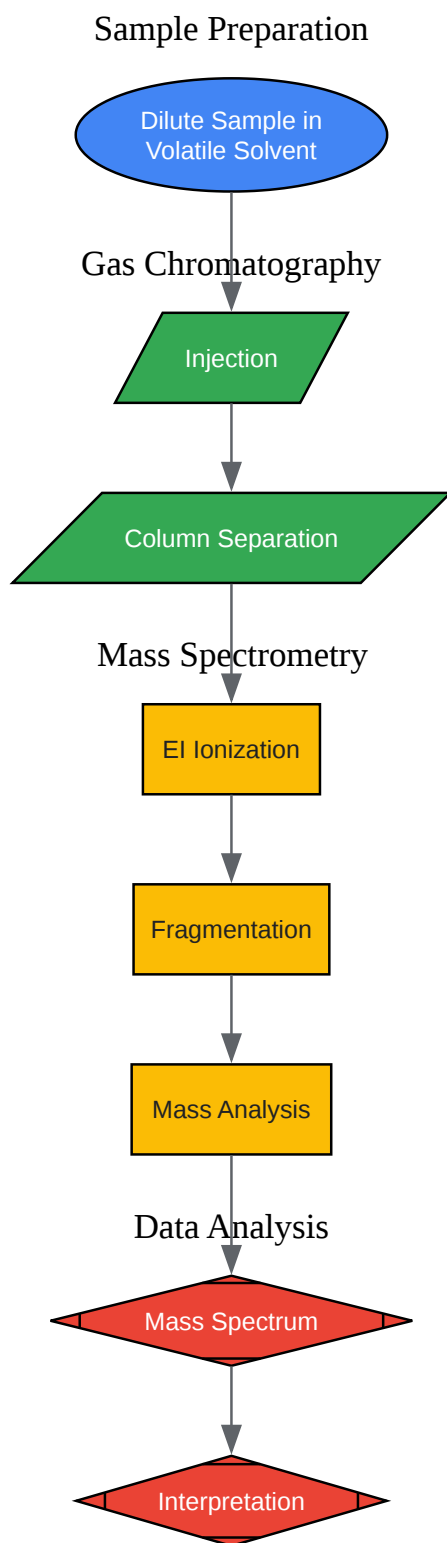 Sample Preparation
Dilute Sample in
Volatile Solvent
Gas Chromatography
Injection
Column Separation
Mass Spectrometry
EI Ionization
Fragmentation
Mass Analysis
Data Analysis
Mass Spectrum
Interpretation